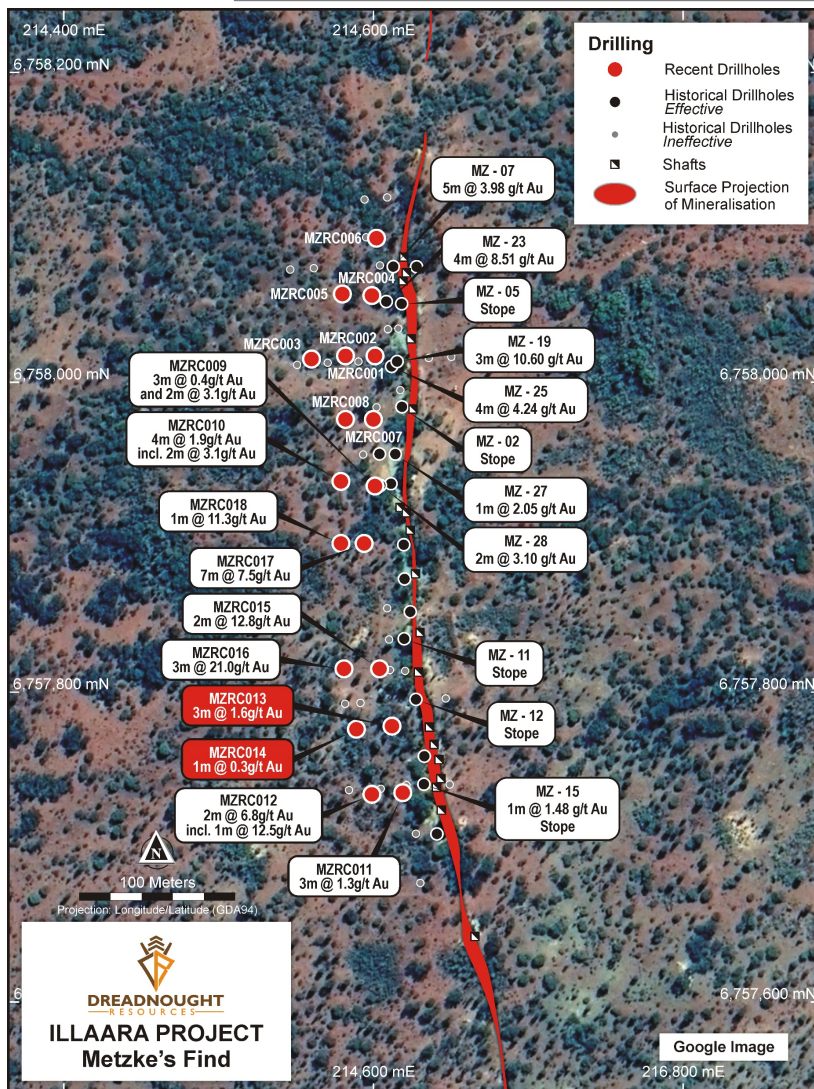 214,400 mE
214,600 mE
6,758,200 mN
Drilling
Recent Drillholes
Historical Drillholes
Effective
Historical Drillholes
Ineffective
Shafts
Surface Projection
of Mineralisation
MZ - 07
5m @ 3.98 g/t Au
MZRC006
MZ - 23
4m @ 8.51 g/t Au
MZRC004
MZRC005
MZ - 05
Stope
MZRC002
MZRC003
MZRC001
MZ - 19
3m @ 10.60 g/t Au
MZRC009
3m @ 0.4g/t Au
and 2m @ 3.1g/t Au
6,758,000 mN
6,758,000 mN
MZ - 25
4m @ 4.24 g/t Au
MZRC008
MZRC010
4m @ 1.9g/t Au
incl. 2m @ 3.1g/t Au
MZRC007
MZ - 02
Stope
MZ - 27
1m @ 2.05 g/t Au
MZRC018
1m @ 11.3g/t Au
MZ - 28
2m @ 3.10 g/t Au
MZRC017
7m @ 7.5g/t Au
MZRC015
2m @ 12.8g/t Au
MZRC016
3m @ 21.0g/t Au
MZ - 11
Stope
6,757,800 mN
6,757,800 mN
MZRC013
3m @ 1.6g/t Au
MZ - 12
Stope
MZRC014
1m @ 0.3g/t Au
MZRC012
2m @ 6.8g/t Au
incl. 1m @ 12.5g/t Au
MZ - 15
1m @ 1.48 g/t Au
Stope
MZRC011
3m @ 1.3g/t Au
N
100 Meters
Projection: Longitude/Latitude (GDA94)
DREADNOUGHT
RESOURCES
ILLAARA PROJECT
Metzke's Find
6,757,600 mN
Google Image
214,600 mE
216,800 mE